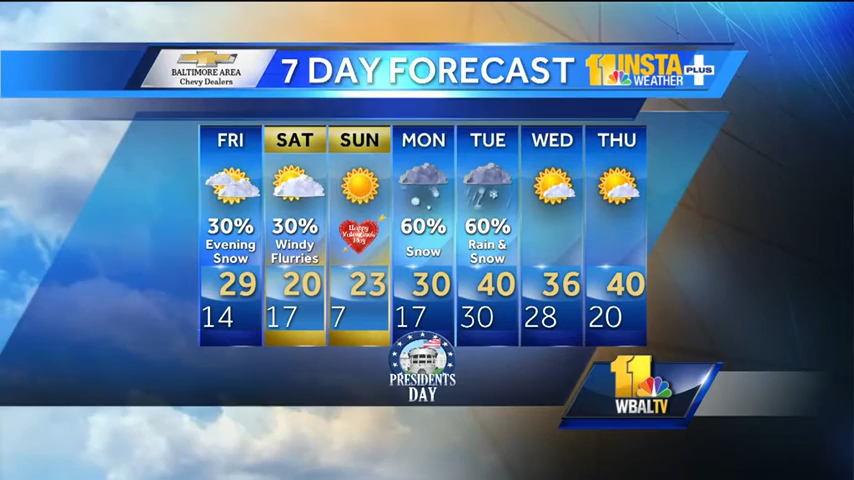 BALTIMORE AREA
Chevy Dealers
7 DAY FORECAST
11 INSTA
WEATHER PLUS
FRI SAT SUN MON TUE WED THU
Happy
Valentine's
Day
30% 30% 60% 60%
Evening Windy Snow Rain &
Snow Flurries Snow
29 20 23 30 40 36 40
14 17 7 17 30 28 20
PRESIDENTS
DAY
11
WBALTV